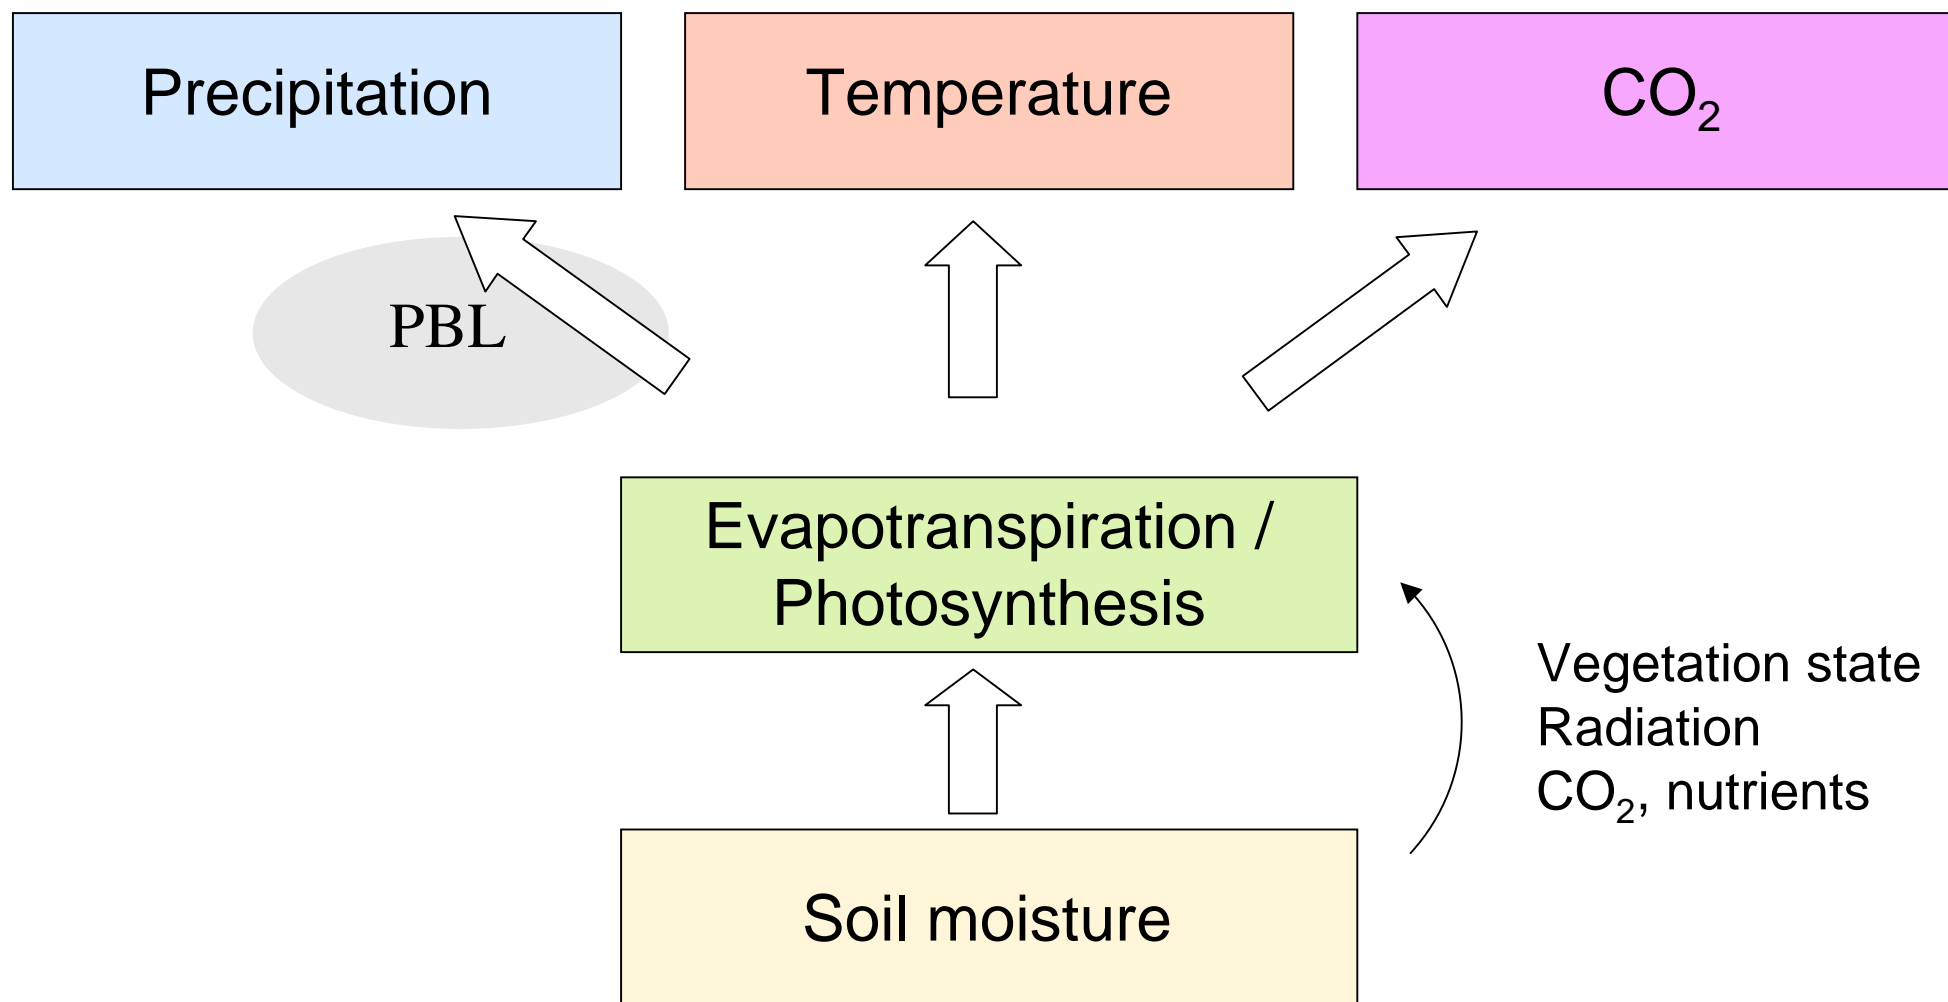 Precipitation
Temperature
CO₂
PBL
Evapotranspiration /
Photosynthesis
Vegetation state
Radiation
CO₂, nutrients
Soil moisture